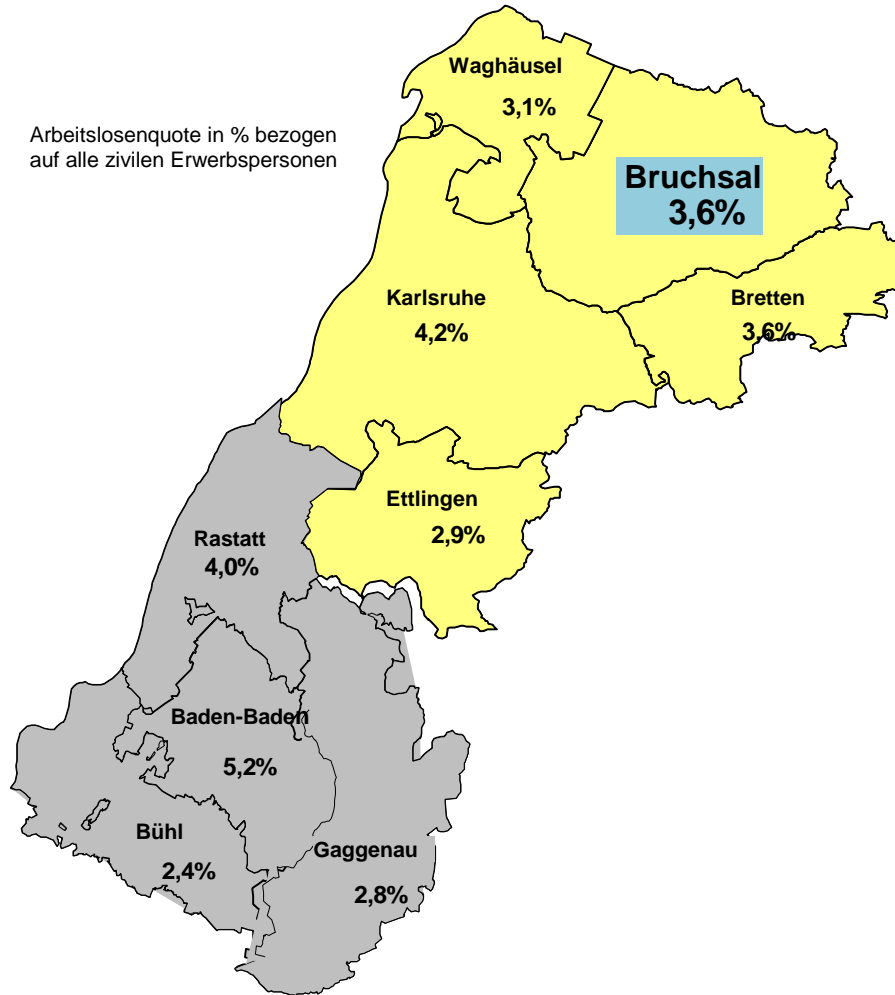 Waghäusel
3,1%
Arbeitslosenquote in % bezogen
auf alle zivilen Erwerbspersonen
Bruchsal
3,6%
Karlsruhe
4,2%
Bretten
3,6%
Ettlingen
2,9%
Rastatt
4,0%
Baden-Baden
5,2%
Bühl
2,4%
Gaggenau
2,8%